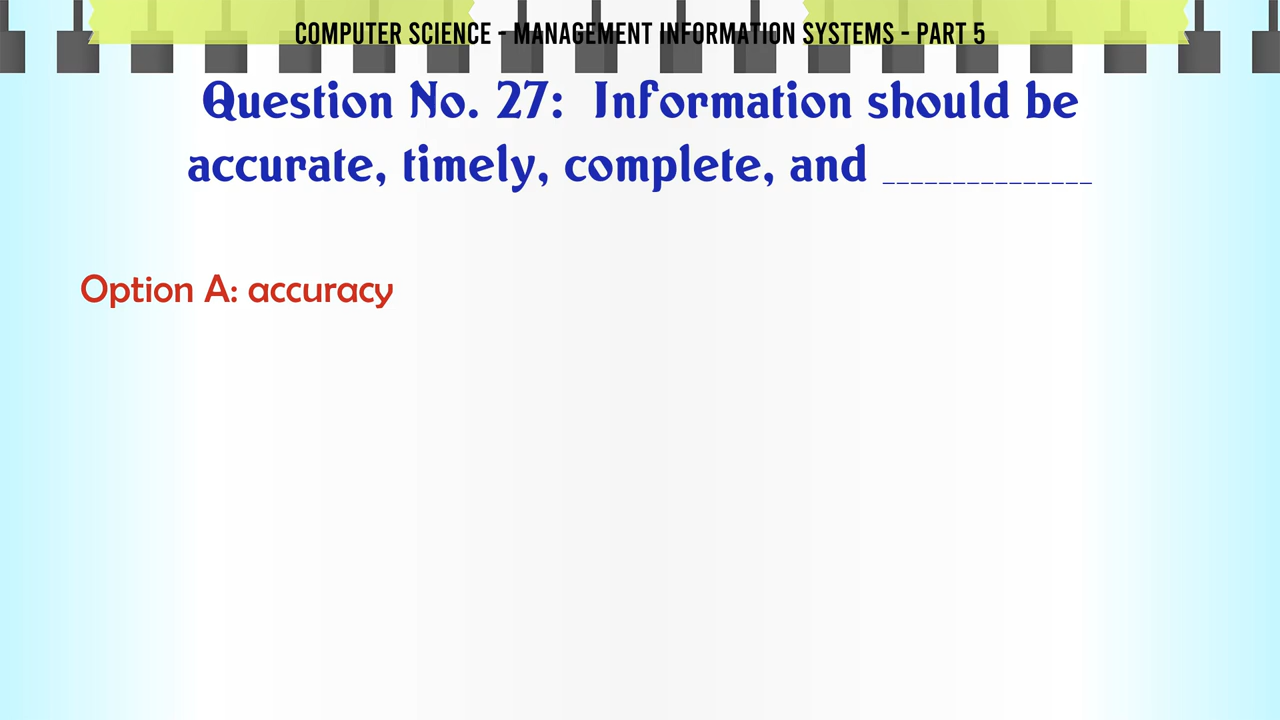 COMPUTER SCIENCE - MANAGEMENT INFORMATION SYSTEMS - PART 5
Question No. 27: Information should be
accurate, timely, complete, and _______________
Option A: accuracy